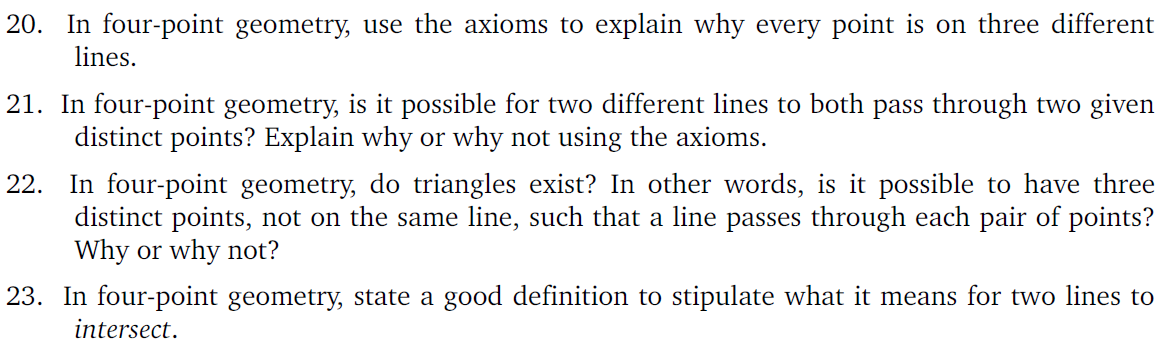 20. In four-point geometry, use the axioms to explain why every point is on three different
lines.
21. In four-point geometry, is it possible for two different lines to both pass through two given
distinct points? Explain why or why not using the axioms.
22. In four-point geometry, do triangles exist? In other words, is it possible to have three
distinct points, not on the same line, such that a line passes through each pair of points?
Why or why not?
23. In four-point geometry, state a good definition to stipulate what it means for two lines to
intersect.